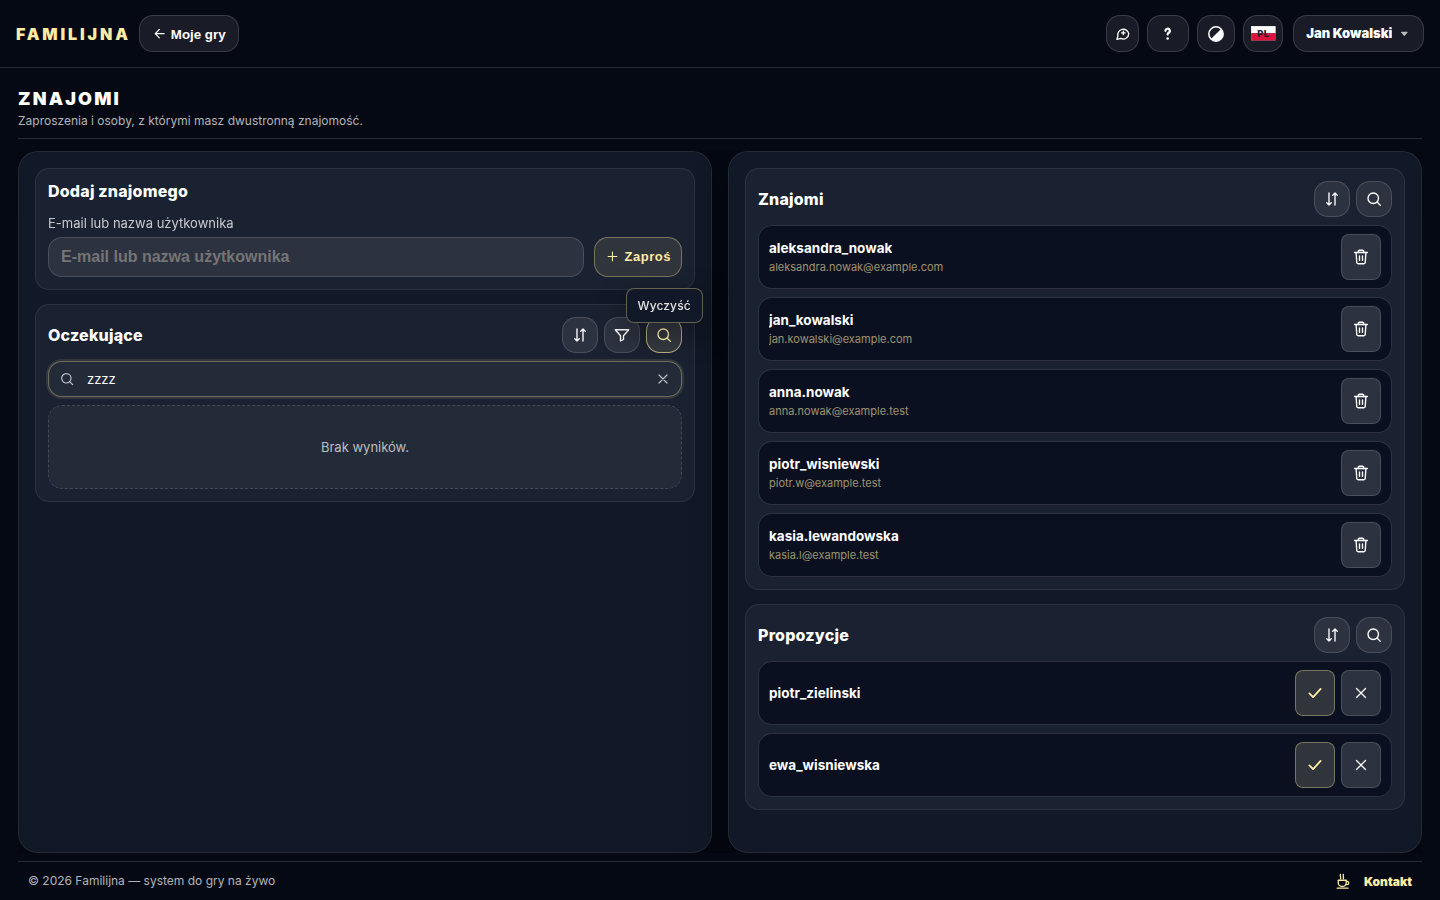 FAMILIJNA
Moje gry
?
PL
Jan Kowalski
ZNAJOMI
Zaproszenia i osoby, z którymi masz dwustronną znajomość.
Dodaj znajomego
E-mail lub nazwa użytkownika
E-mail lub nazwa użytkownika
Zaproś
Wyczyść
Oczekujące
zzzz
Brak wyników.
Znajomi
aleksandra_nowak
aleksandra.nowak@example.com
jan_kowalski
jan.kowalski@example.com
anna.nowak
anna.nowak@example.test
piotr_wisniewski
piotr.w@example.test
kasia.lewandowska
kasia.l@example.test
Propozycje
piotr_zielinski
ewa_wisniewska
© 2026 Familijna — system do gry na żywo
Kontakt